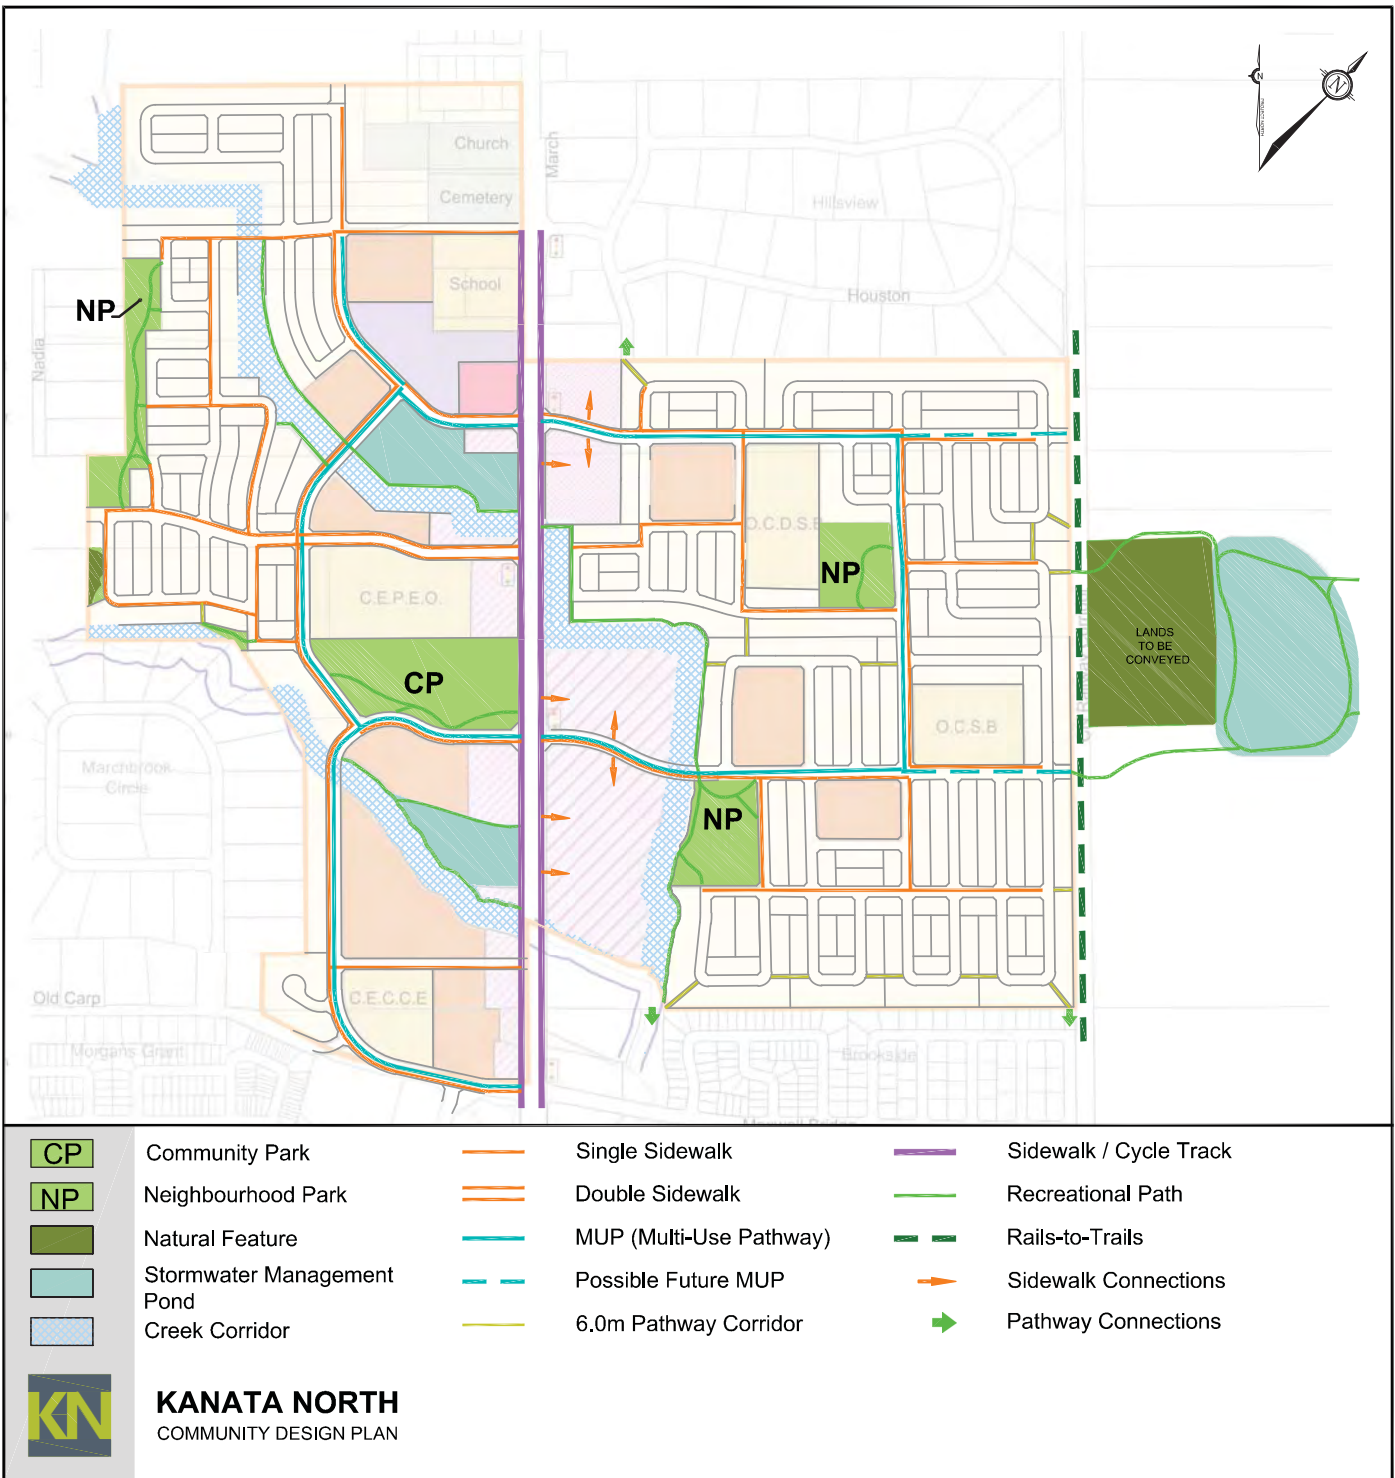 N
PROJECT NORTH
N
Church
March
Cemetery
Hillsview
School
Houston
NP
Nadia
O.C.D.S.B
NP
C.E.P.E.O.
LANDS
TO BE
CONVEYED
CP
O.C.S.B
Marchbrook
Circle
NP
Old Carp
C.E.C.C.E
Morgans Grant
Brookside
CP
Community Park
Single Sidewalk
Sidewalk / Cycle Track
NP
Neighbourhood Park
Double Sidewalk
Recreational Path
Natural Feature
MUP (Multi-Use Pathway)
Rails-to-Trails
Stormwater Management
Pond
Possible Future MUP
Sidewalk Connections
Creek Corridor
6.0m Pathway Corridor
Pathway Connections
KN
KANATA NORTH
COMMUNITY DESIGN PLAN